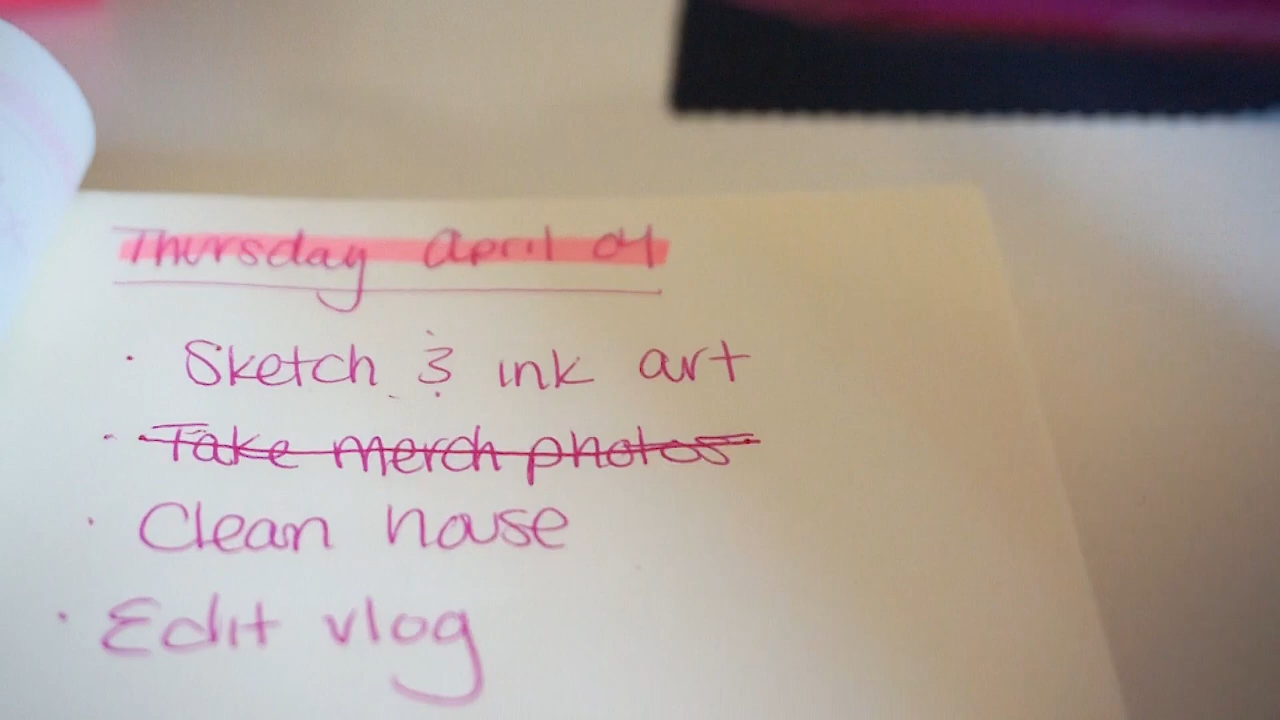 Thursday April 04
· Sketch & ink art
· Take merch photos
· Clean house
· Edit vlog